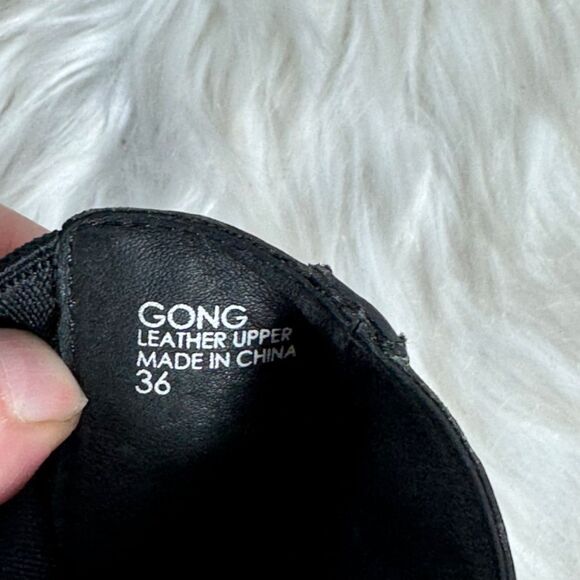 GONG
LEATHER UPPER
MADE IN CHINA
36